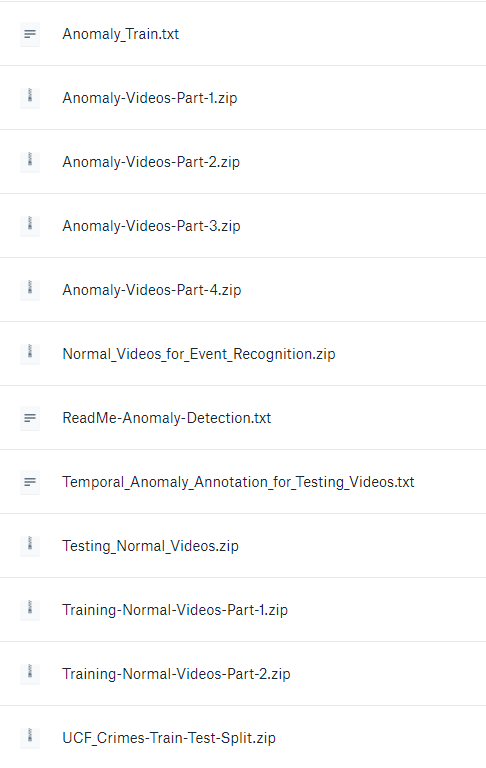 Anomaly_Train.txt
Anomaly-Videos-Part-1.zip
Anomaly-Videos-Part-2.zip
Anomaly-Videos-Part-3.zip
Anomaly-Videos-Part-4.zip
Normal_Videos_for_Event_Recognition.zip
ReadMe-Anomaly-Detection.txt
Temporal_Anomaly_Annotation_for_Testing_Videos.txt
Testing_Normal_Videos.zip
Training-Normal-Videos-Part-1.zip
Training-Normal-Videos-Part-2.zip
UCF_Crimes-Train-Test-Split.zip